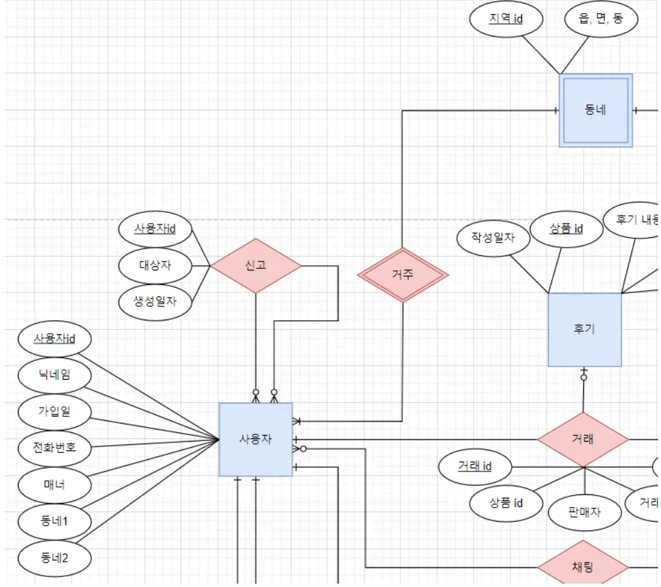 지역 id
읍, 면, 동
동네
사용자id
대상자
생성일자
신고
거주
작성일자
상품 id
후기 내용
후기
사용자id
닉네임
가입일
전화번호
매너
동네1
동네2
사용자
거래
거래 id
상품 id
판매자
거래
채팅